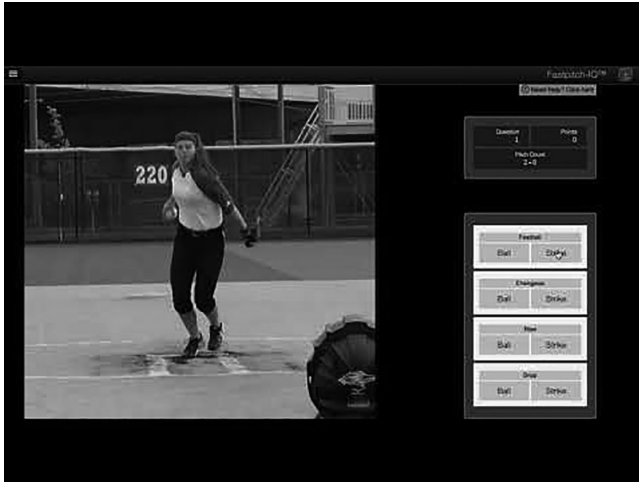 Fastpitch-IQ™
Need Help? Click here
Question Points
1 0
Pitch Count
2-0
220
Fastball
Ball Strike
Changeup
Ball Strike
Rise
Ball Strike
Drop
Ball Strike